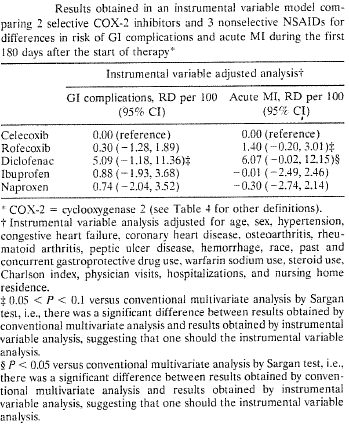 Results obtained in an instrumental variable model com-
paring 2 selective COX-2 inhibitors and 3 nonselective NSAIDs for
differences in risk of GI complications and acute MI during the first
180 days after the start of therapy*
Instrumental variable adjusted analysis†
GI complications, RD per 100 Acute MI, RD per 100
(95% CI) (95% CI)
Celecoxib 0.00 (reference) 0.00 (reference)
Rofecoxib 0.30 (−1.28, 1.89) 1.40 (−0.20, 3.01)‡
Diclofenac 5.09 (−1.18, 11.36)‡ 6.07 (−0.02, 12.15)§
Ibuprofen 0.88 (−1.93, 3.68) −0.01 (−2.49, 2.46)
Naproxen 0.74 (−2.04, 3.52) −0.30 (−2.74, 2.14)
* COX-2 = cyclooxygenase 2 (see Table 4 for other definitions).
† Instrumental variable analysis adjusted for age, sex, hypertension,
congestive heart failure, coronary heart disease, osteoarthritis, rheu-
matoid arthritis, peptic ulcer disease, hemorrhage, race, past and
concurrent gastroprotective drug use, warfarin sodium use, steroid use,
Charlson index, physician visits, hospitalizations, and nursing home
residence.
‡ 0.05 < P < 0.1 versus conventional multivariate analysis by Sargan
test, i.e., there was a significant difference between results obtained by
conventional multivariate analysis and results obtained by instrumental
variable analysis, suggesting that one should the instrumental variable
analysis.
§ P < 0.05 versus conventional multivariate analysis by Sargan test, i.e.,
there was a significant difference between results obtained by conven-
tional multivariate analysis and results obtained by instrumental
variable analysis, suggesting that one should the instrumental variable
analysis.